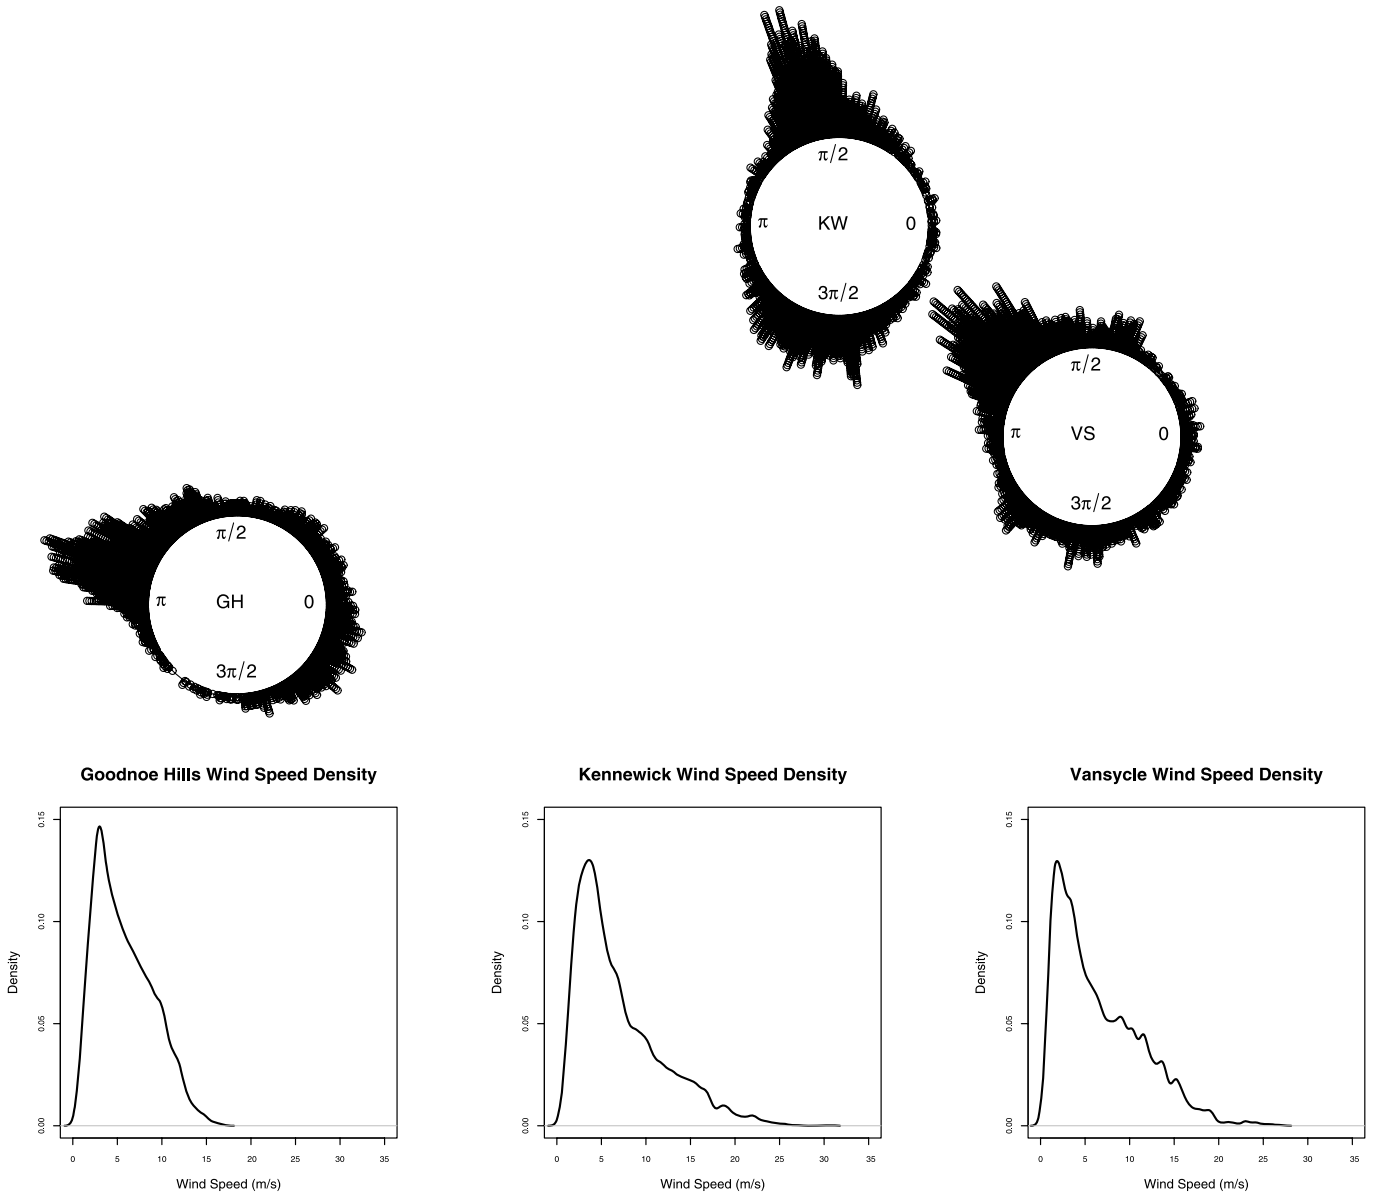 π/2
π KW 0
3π/2
π/2
π VS 0
3π/2
π/2
π GH 0
3π/2
Goodnoe Hills Wind Speed Density
0.15
0.10
0.05
0.00
Density
0 5 10 15 20 25 30 35
Wind Speed (m/s)
Kennewick Wind Speed Density
0.15
0.10
0.05
0.00
Density
0 5 10 15 20 25 30 35
Wind Speed (m/s)
Vansycle Wind Speed Density
0.15
0.10
0.05
0.00
Density
0 5 10 15 20 25 30 35
Wind Speed (m/s)